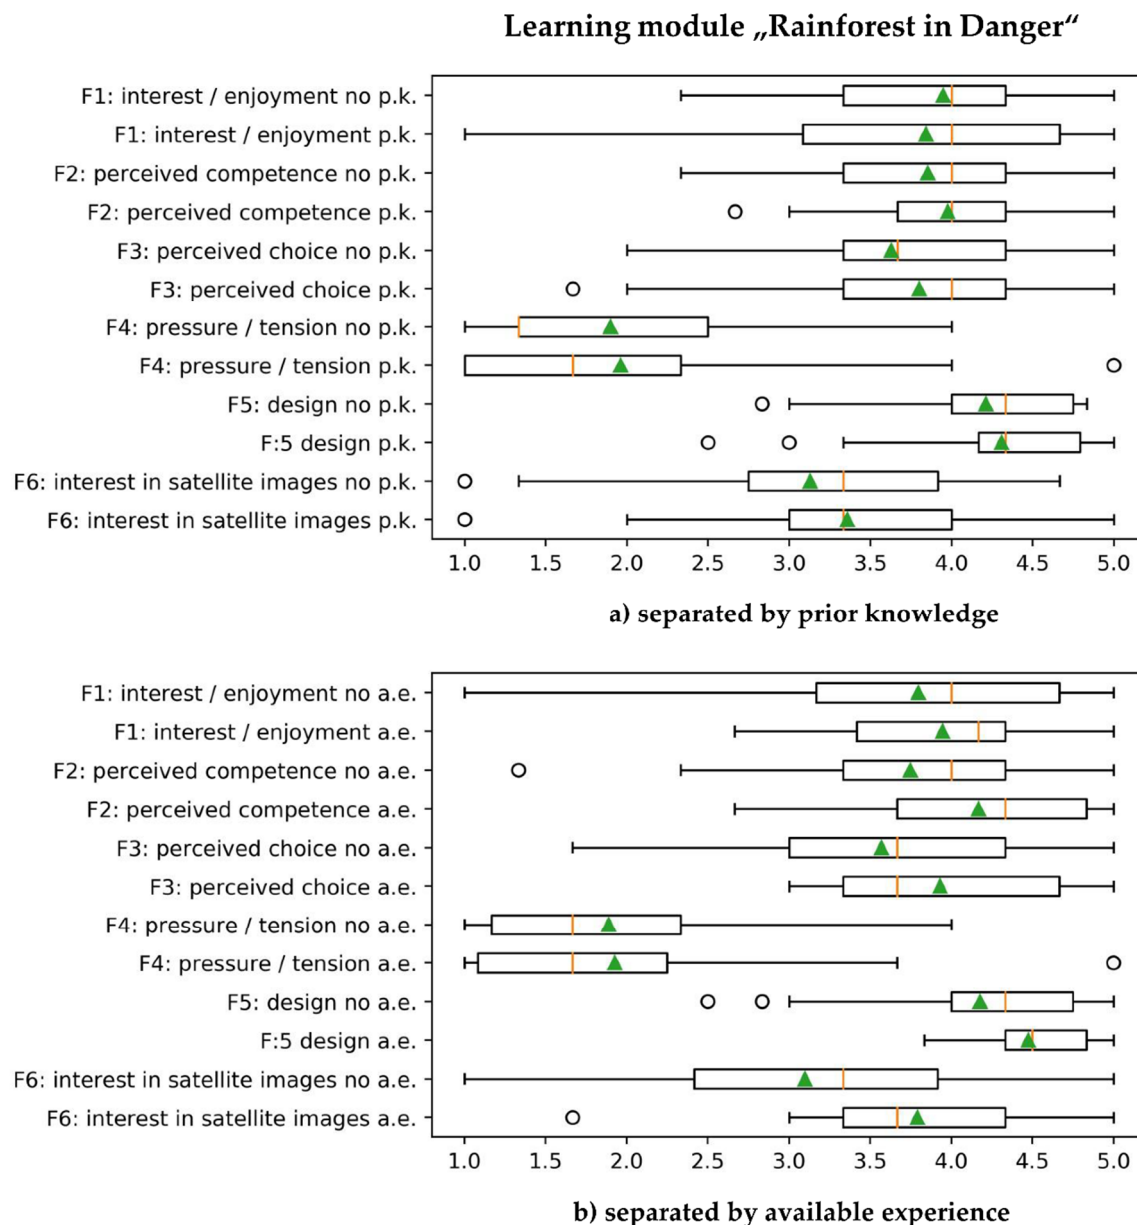 Learning module „Rainforest in Danger“
F1: interest / enjoyment no p.k.
F1: interest / enjoyment p.k.
F2: perceived competence no p.k.
F2: perceived competence p.k.
F3: perceived choice no p.k.
F3: perceived choice p.k.
F4: pressure / tension no p.k.
F4: pressure / tension p.k.
F5: design no p.k.
F:5 design p.k.
F6: interest in satellite images no p.k.
F6: interest in satellite images p.k.
1.0 1.5 2.0 2.5 3.0 3.5 4.0 4.5 5.0
a) separated by prior knowledge
F1: interest / enjoyment no a.e.
F1: interest / enjoyment a.e.
F2: perceived competence no a.e.
F2: perceived competence a.e.
F3: perceived choice no a.e.
F3: perceived choice a.e.
F4: pressure / tension no a.e.
F4: pressure / tension a.e.
F5: design no a.e.
F:5 design a.e.
F6: interest in satellite images no a.e.
F6: interest in satellite images a.e.
1.0 1.5 2.0 2.5 3.0 3.5 4.0 4.5 5.0
b) separated by available experience